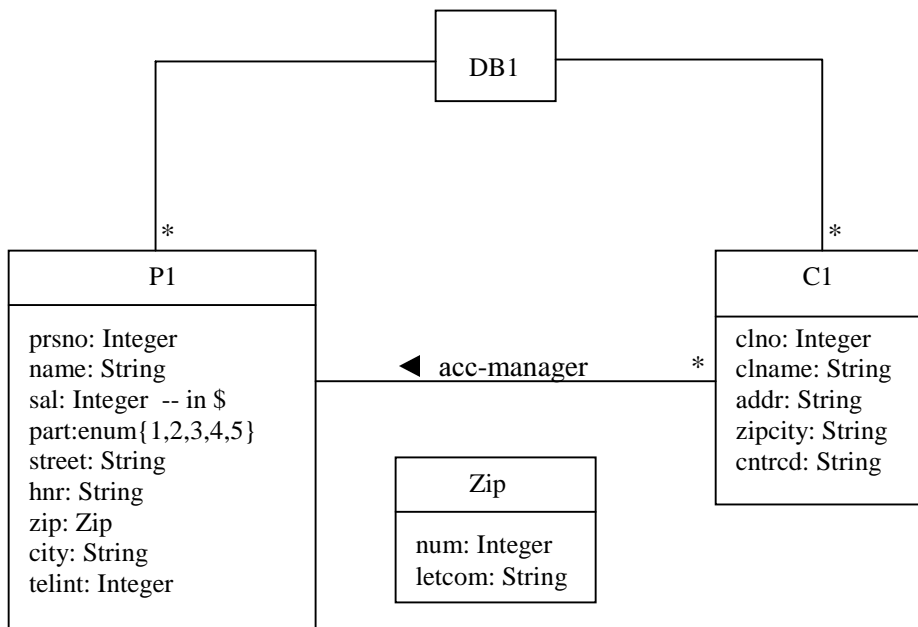 DB1
*
*
P1
prsno: Integer
name: String
sal: Integer -- in $
part:enum{1,2,3,4,5}
street: String
hnr: String
zip: Zip
city: String
telint: Integer
acc-manager
*
C1
clno: Integer
clname: String
addr: String
zipcity: String
cntrcd: String
Zip
num: Integer
letcom: String